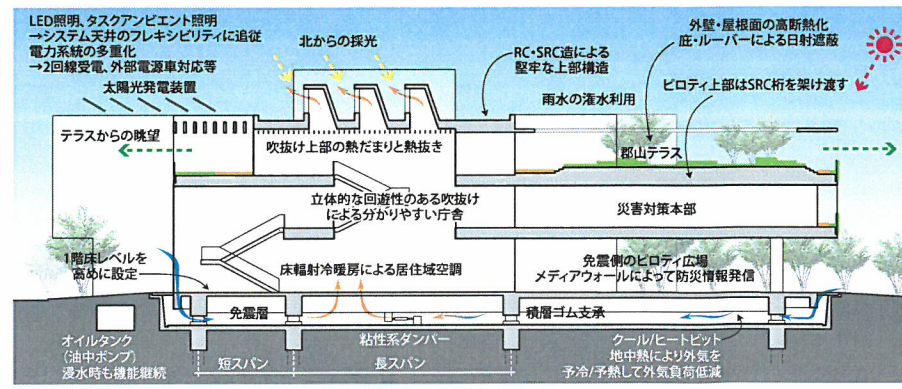 LED照明、タスクアンビエント照明
→システム天井のフレキシビリティに追従
電力系統の多重化
→2回線受電、外部電源車対応等
太陽光発電装置
テラスからの眺望
北からの採光
RC・SRC造による
堅牢な上部構造
外壁・屋根面の高断熱化
庇・ルーバーによる日射遮蔽
ピロティ上部はSRC桁を架け渡す
雨水の潅水利用
吹抜け上部の熱だまりと熱抜き
郡山テラス
立体的な回遊性のある吹抜け
による分かりやすい庁舎
災害対策本部
1階床レベルを
高めに設定
床輻射冷暖房による居住域空調
免震側のピロティ広場
メディアウォールによって防災情報発信
免震層
積層ゴム支承
オイルタンク
(油中ポンプ)
浸水時も機能継続
粘性系ダンパー
短スパン
長スパン
クール/ヒートピット
地中熱により外気を
予冷/予熱して外気負荷低減